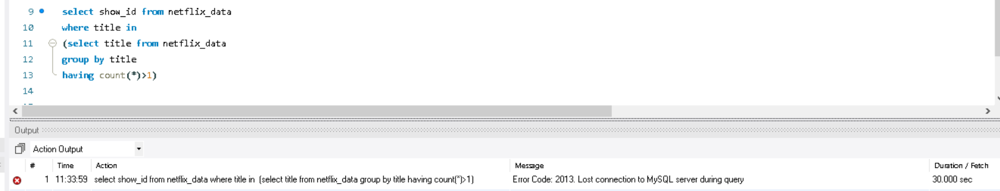 9 select show_id from netflix_data
10 where title in
11 (select title from netflix_data
12 group by title
13 having count(*)>1)
14
Output
Action Output
# Time Action Message Duration / Fetch
1 11:33:59 select show_id from netflix_data where title in (select title from netflix_data group by title having count(*)>1) Error Code: 2013. Lost connection to MySQL server during query 30.000 sec